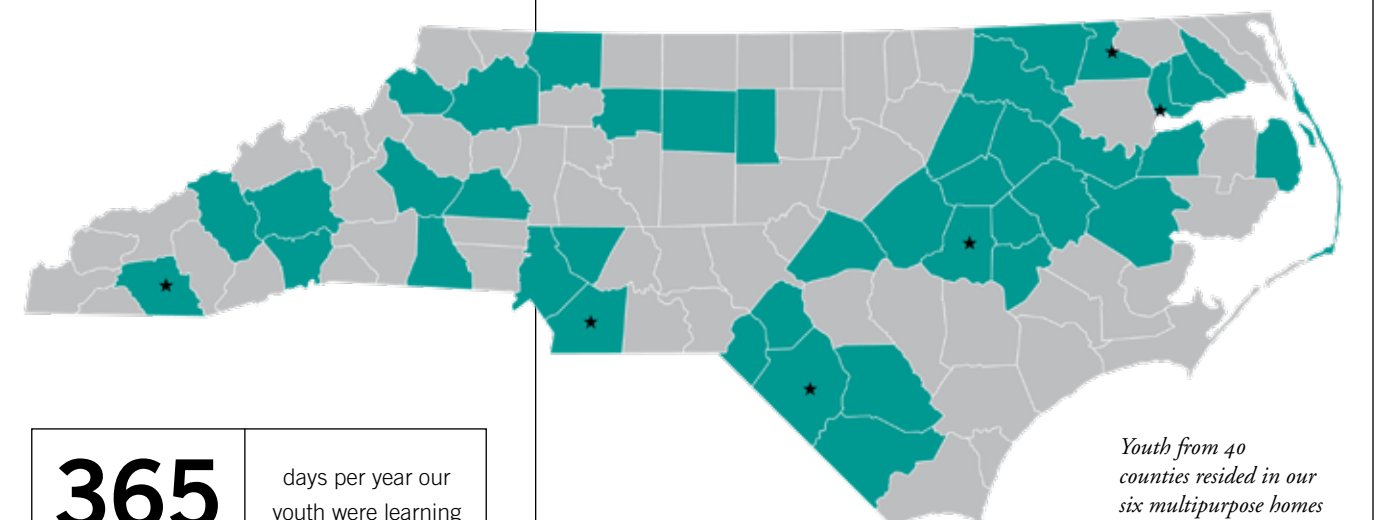 365
days per year our
youth were learning
Youth from 40
counties resided in our
six multipurpose homes